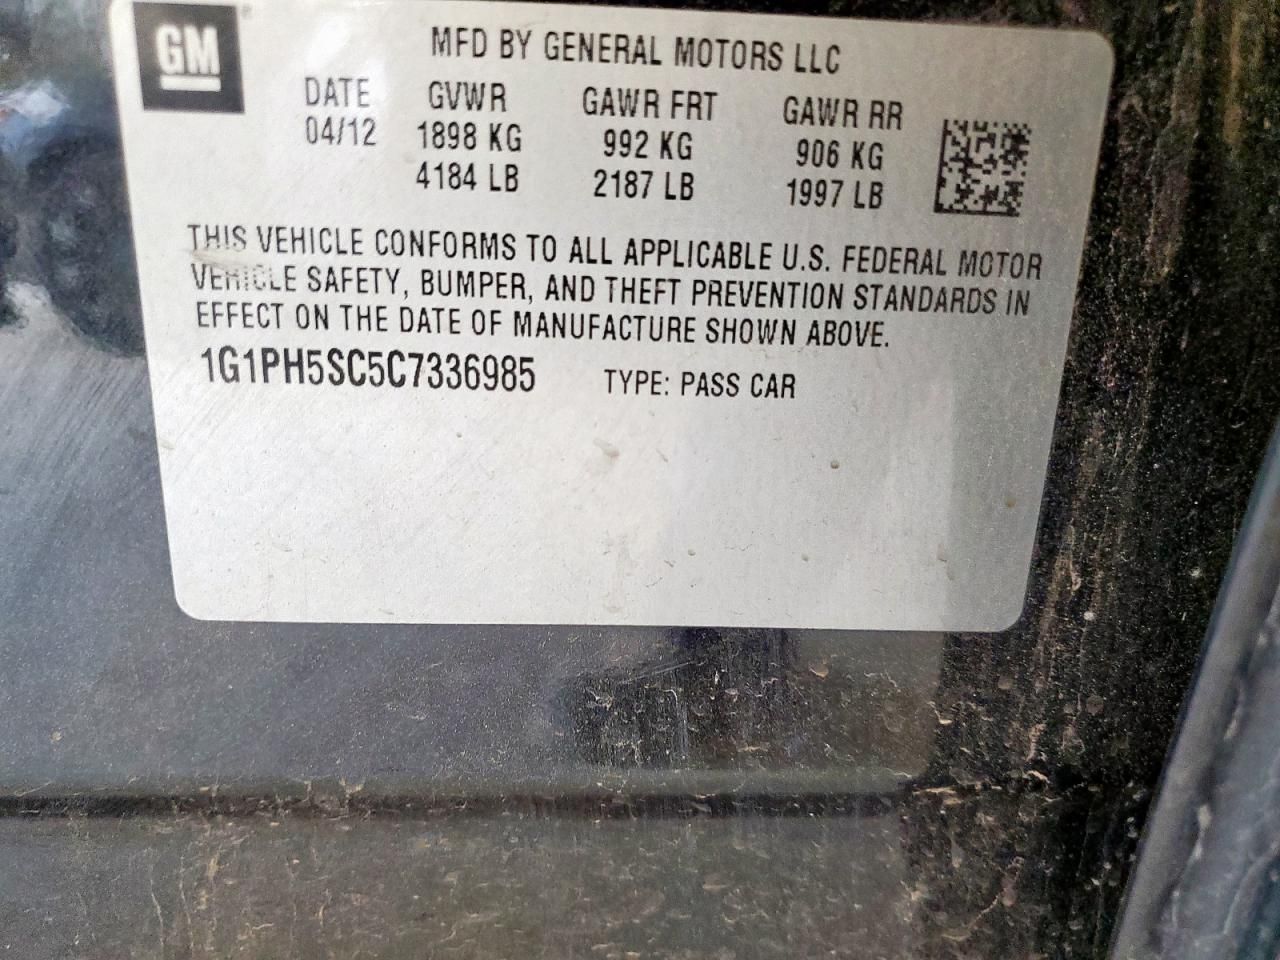 GM
MFD BY GENERAL MOTORS LLC
DATE GVWR GAWR FRT GAWR RR
04/12 1898 KG 992 KG 906 KG
4184 LB 2187 LB 1997 LB
THIS VEHICLE CONFORMS TO ALL APPLICABLE U.S. FEDERAL MOTOR
VEHICLE SAFETY, BUMPER, AND THEFT PREVENTION STANDARDS IN
EFFECT ON THE DATE OF MANUFACTURE SHOWN ABOVE.
1G1PH5SC5C7336985 TYPE: PASS CAR